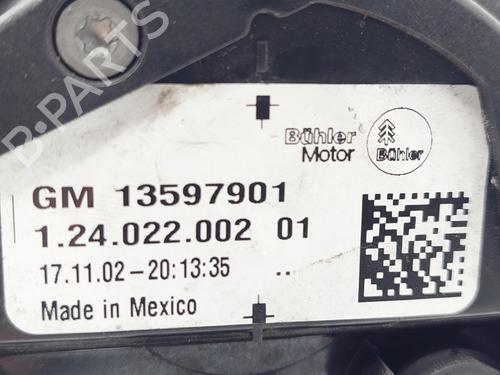 B-PARTS
Bühler
Motor
Bühler
GM 13597901
1.24.022.002 01
17.11.02-20:13:35 ..
Made in Mexico